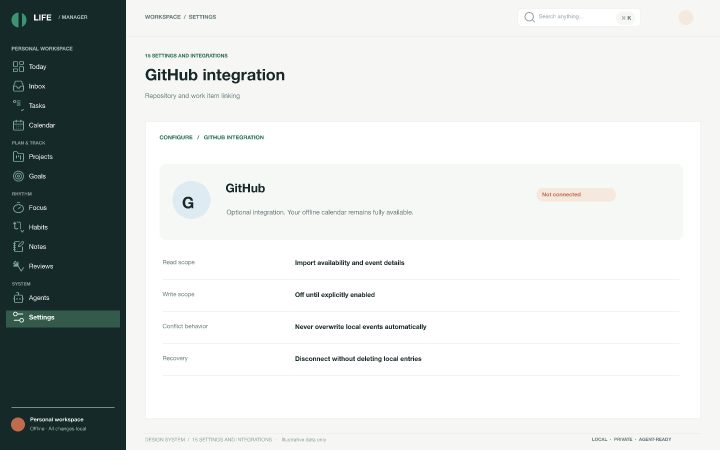 LIFE / MANAGER
PERSONAL WORKSPACE
Today
Inbox
Tasks
Calendar
PLAN & TRACK
Projects
Goals
RHYTHM
Focus
Habits
Notes
Reviews
SYSTEM
Agents
Settings
Personal workspace
Offline · All changes local
WORKSPACE / SETTINGS
Search anything...
⌘ K
15 SETTINGS AND INTEGRATIONS
GitHub integration
Repository and work item linking
CONFIGURE / GITHUB INTEGRATION
G
GitHub
Optional integration. Your offline calendar remains fully available.
Not connected
Read scope Import availability and event details
Write scope Off until explicitly enabled
Conflict behavior Never overwrite local events automatically
Recovery Disconnect without deleting local entries
DESIGN SYSTEM / 15 SETTINGS AND INTEGRATIONS · Illustrative data only
LOCAL · PRIVATE · AGENT-READY